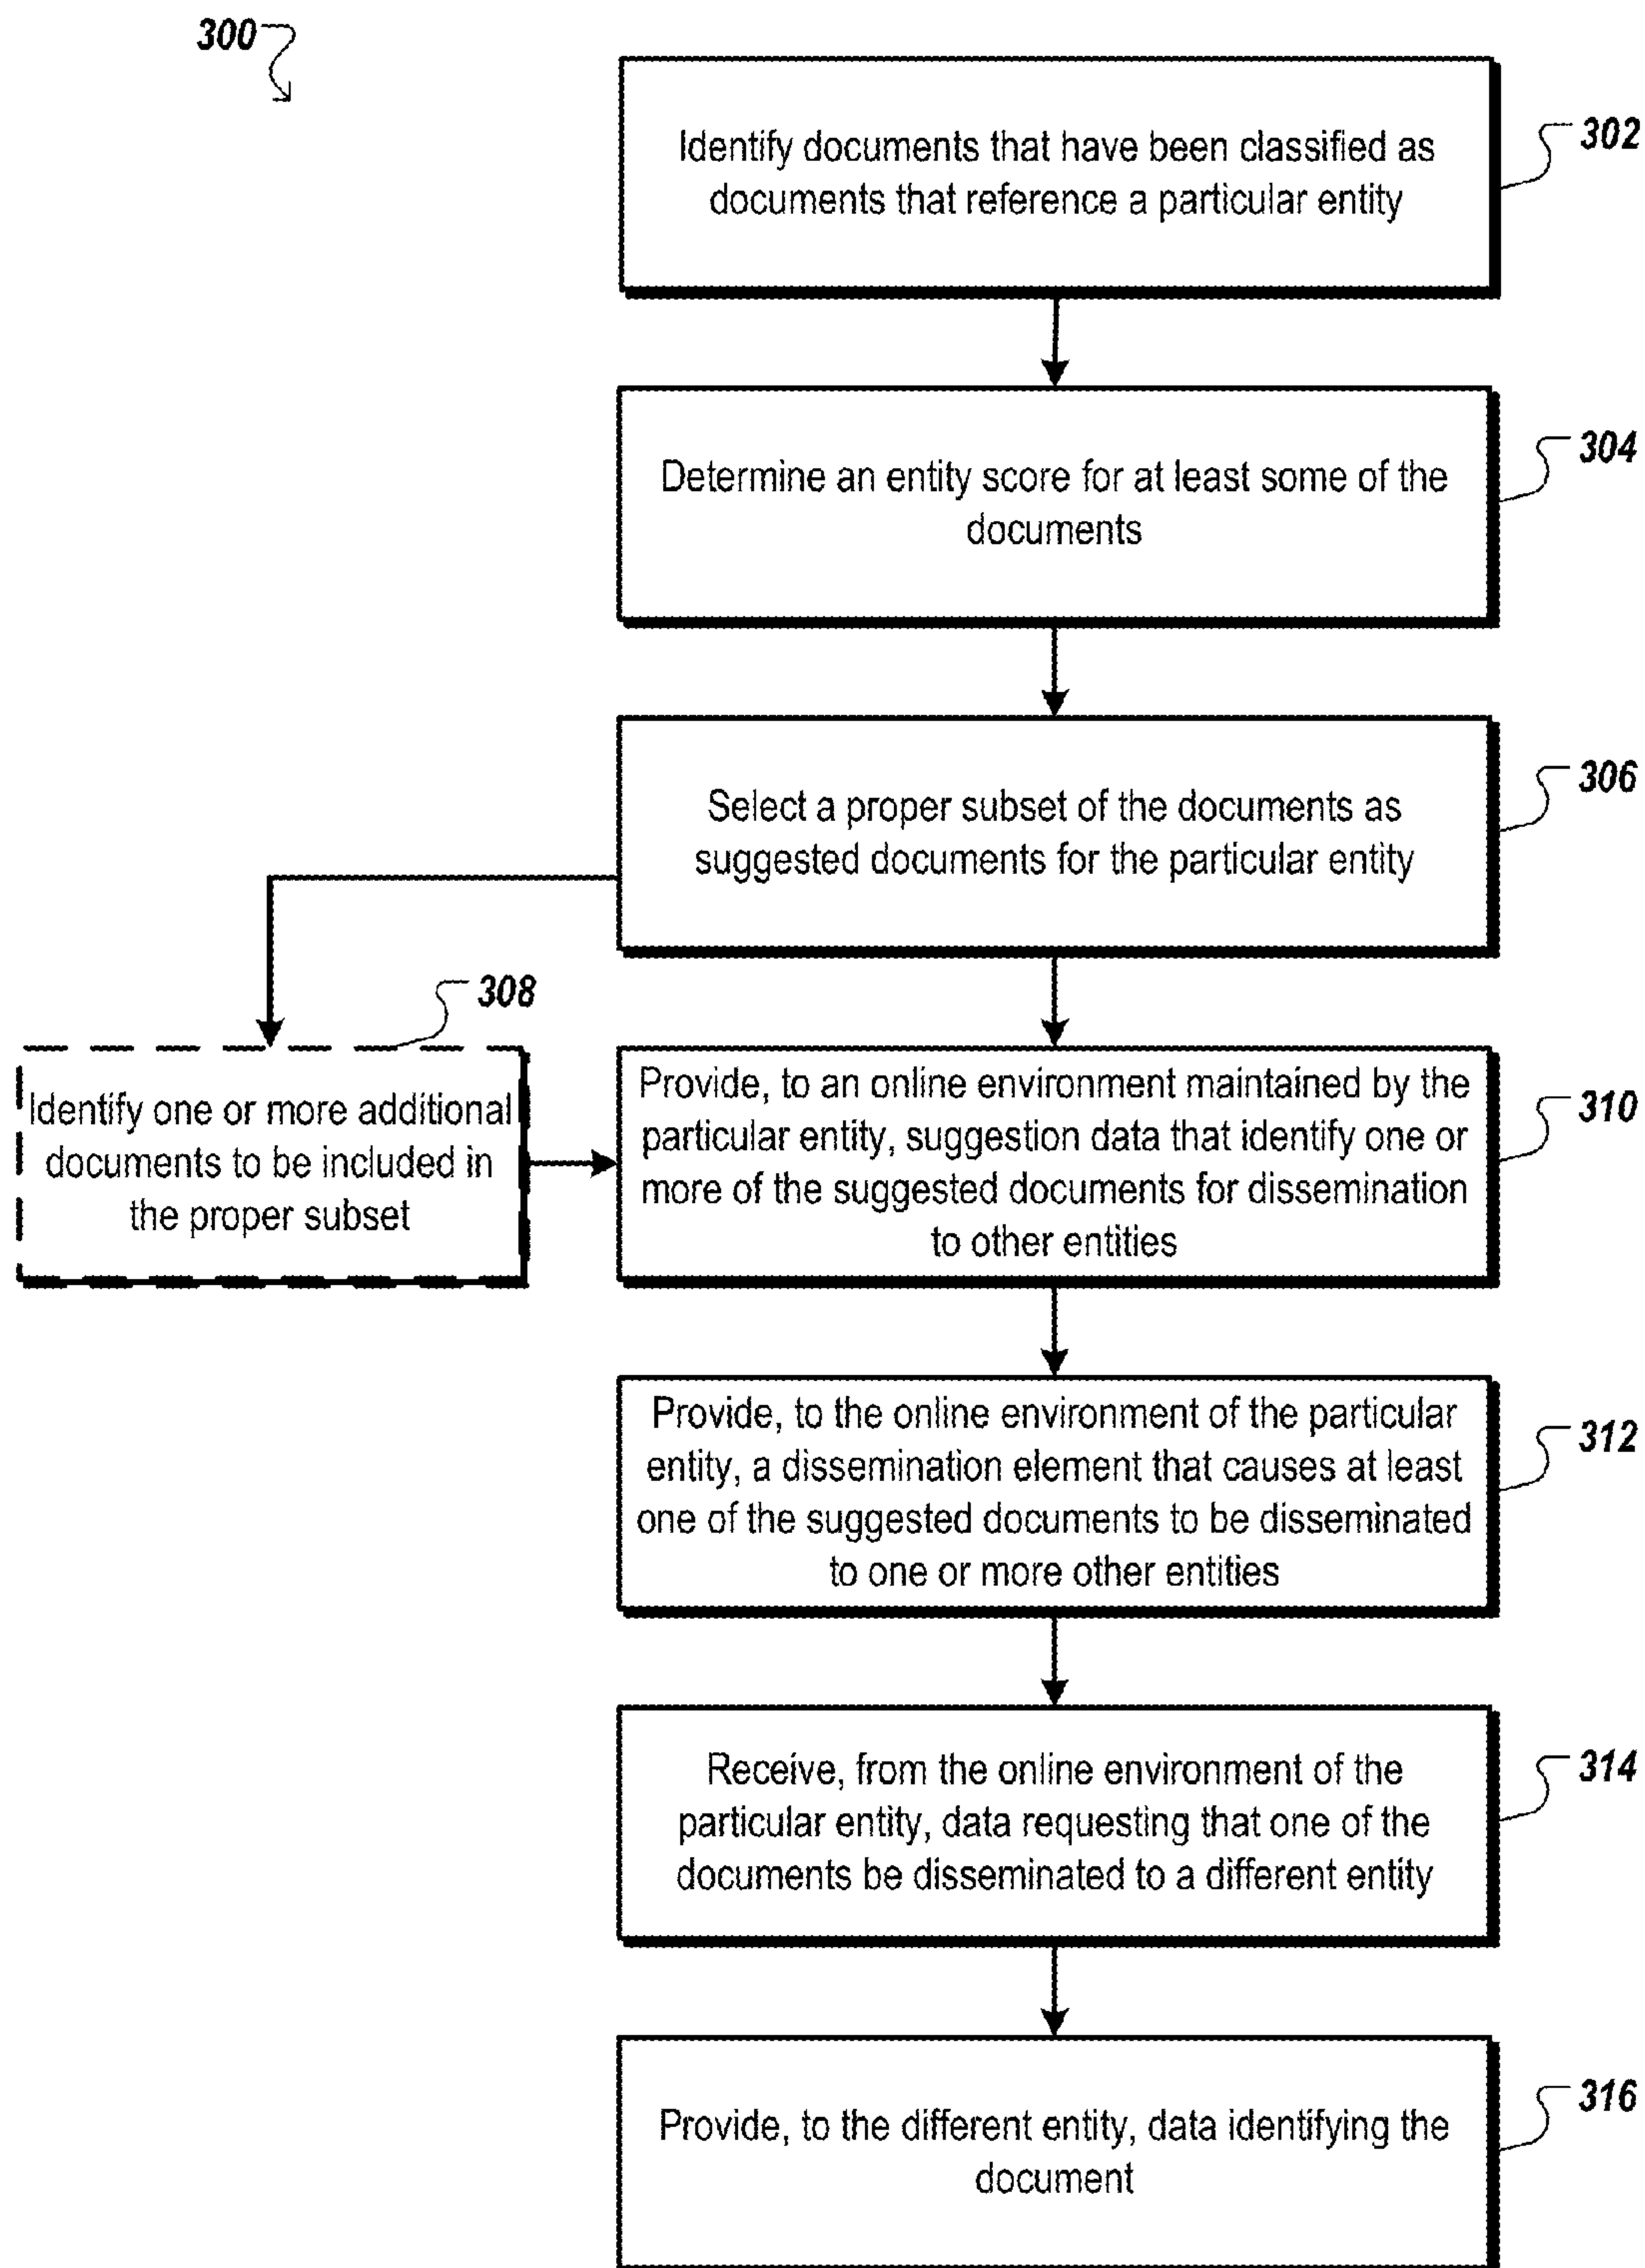 300
Identify documents that have been classified as
documents that reference a particular entity
302
Determine an entity score for at least some of the
documents
304
Select a proper subset of the documents as
suggested documents for the particular entity
306
308
Identify one or more additional
documents to be included in
the proper subset
Provide, to an online environment maintained by the
particular entity, suggestion data that identify one or
more of the suggested documents for dissemination
to other entities
310
Provide, to the online environment of the particular
entity, a dissemination element that causes at least
one of the suggested documents to be disseminated
to one or more other entities
312
Receive, from the online environment of the
particular entity, data requesting that one of the
documents be disseminated to a different entity
314
Provide, to the different entity, data identifying the
document
316